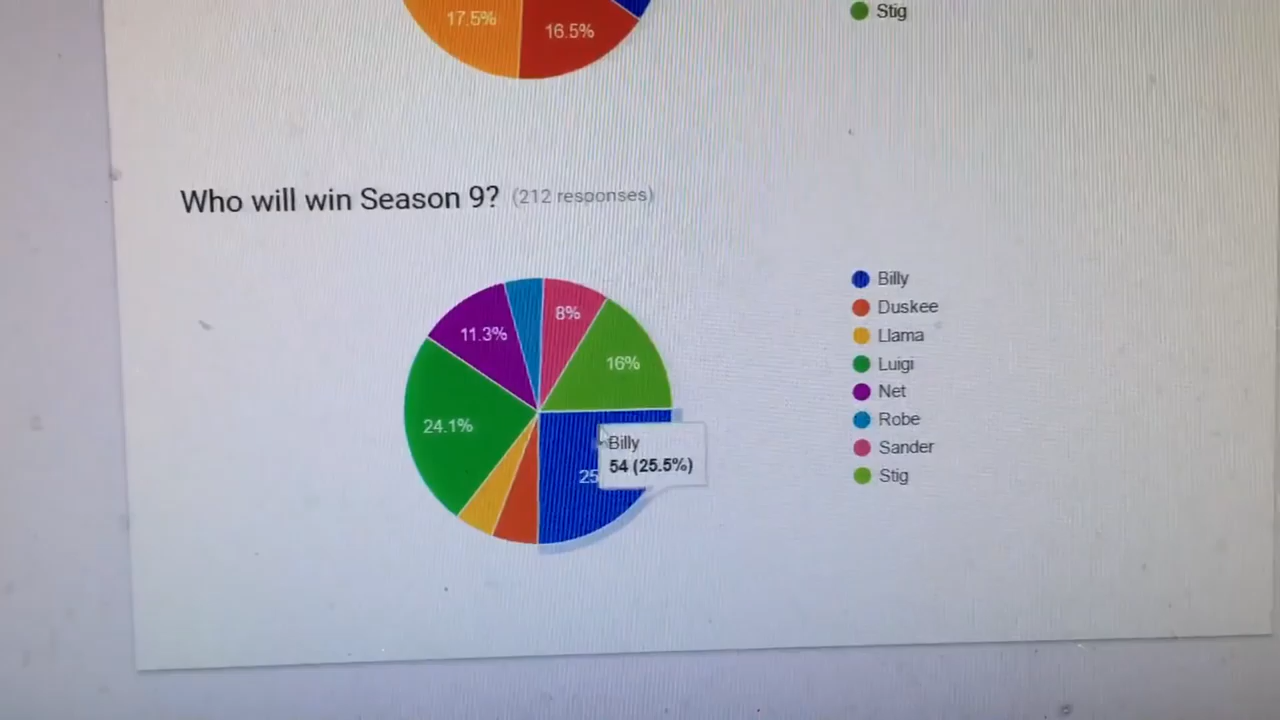 17.5%
16.5%
Stig
Who will win Season 9? (212 responses)
Billy
Duskee
Llama
Luigi
Net
Robe
Sander
Stig
8%
11.3%
16%
24.1%
25
Billy
54 (25.5%)